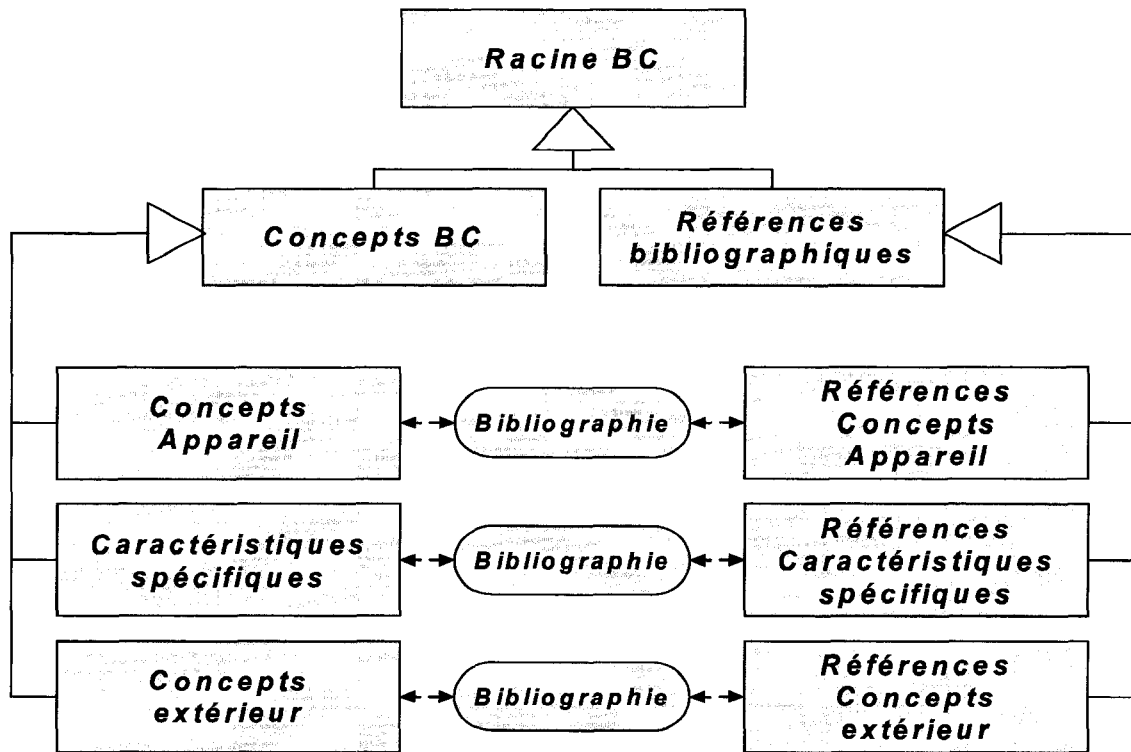 Racine BC
Concepts BC
Références
bibliographiques
Concepts
Appareil
Bibliographie
Références
Concepts
Appareil
Caractéristiques
spécifiques
Bibliographie
Références
Caractéristiques
spécifiques
Concepts
extérieur
Bibliographie
Références
Concepts
extérieur